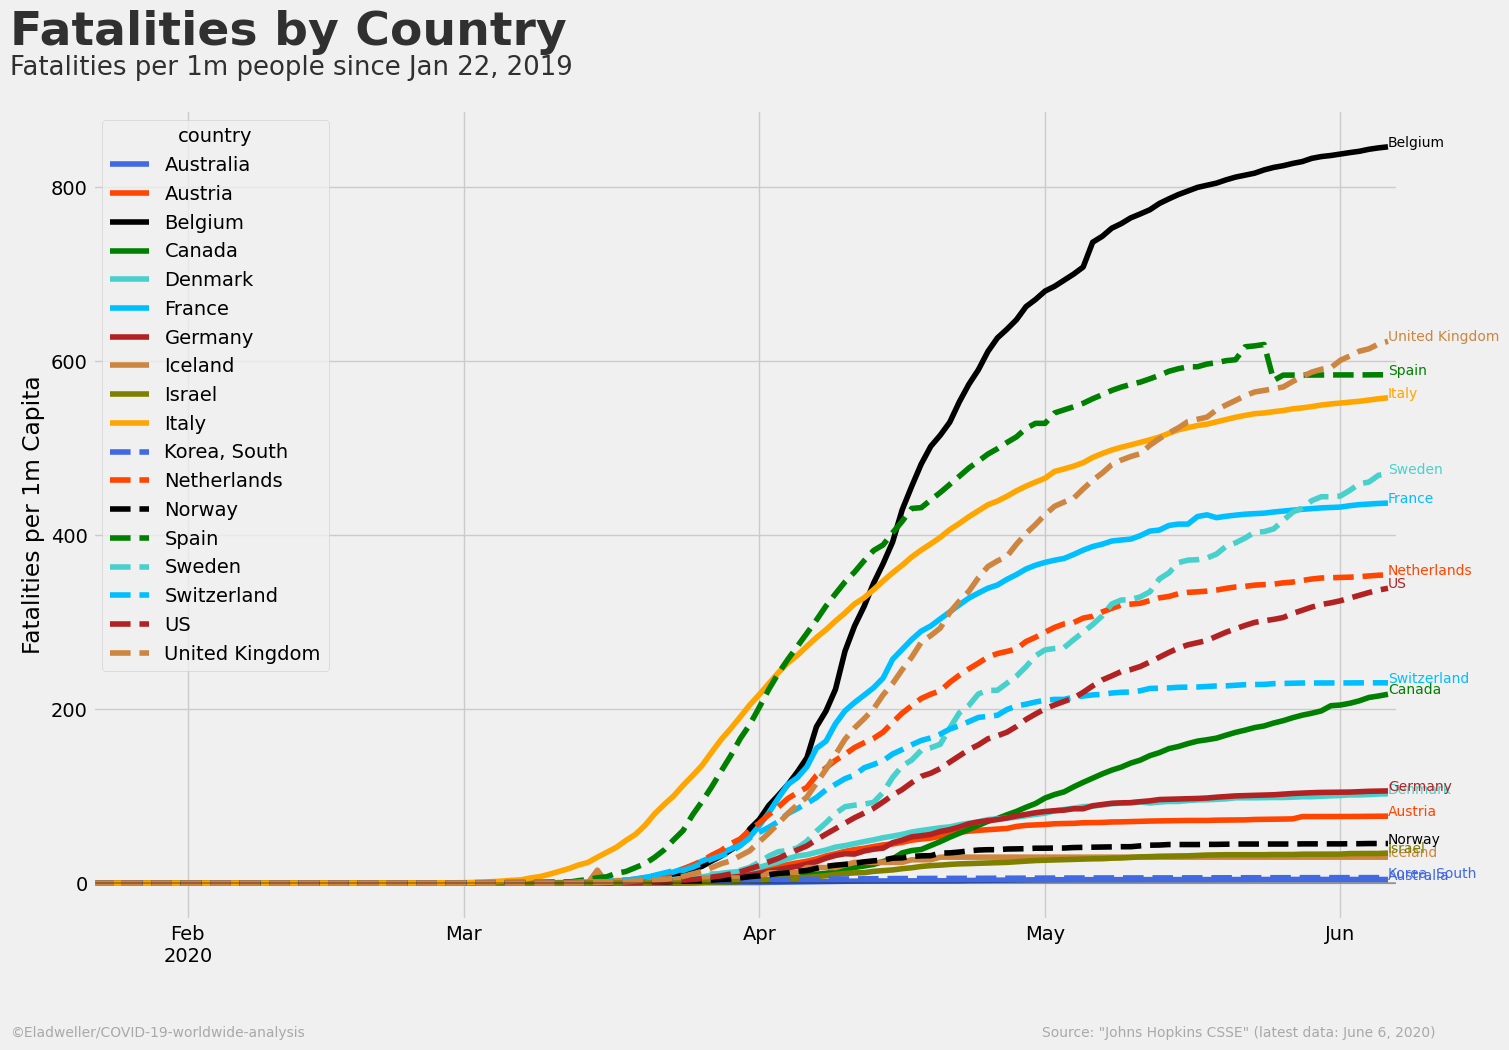 Fatalities by Country
Fatalities per 1m people since Jan 22, 2019
country
Australia
Austria
Belgium
Canada
Denmark
France
Germany
Iceland
Israel
Italy
Korea, South
Netherlands
Norway
Spain
Sweden
Switzerland
US
United Kingdom
Fatalities per 1m Capita
800
600
400
200
0
Feb
2020
Mar
Apr
May
Jun
Belgium
United Kingdom
Spain
Italy
Sweden
France
Netherlands
US
Switzerland
Canada
Germany
Denmark
Austria
Norway
Israel
Iceland
Korea, South
Australia
©Eladweller/COVID-19-worldwide-analysis
Source: "Johns Hopkins CSSE" (latest data: June 6, 2020)